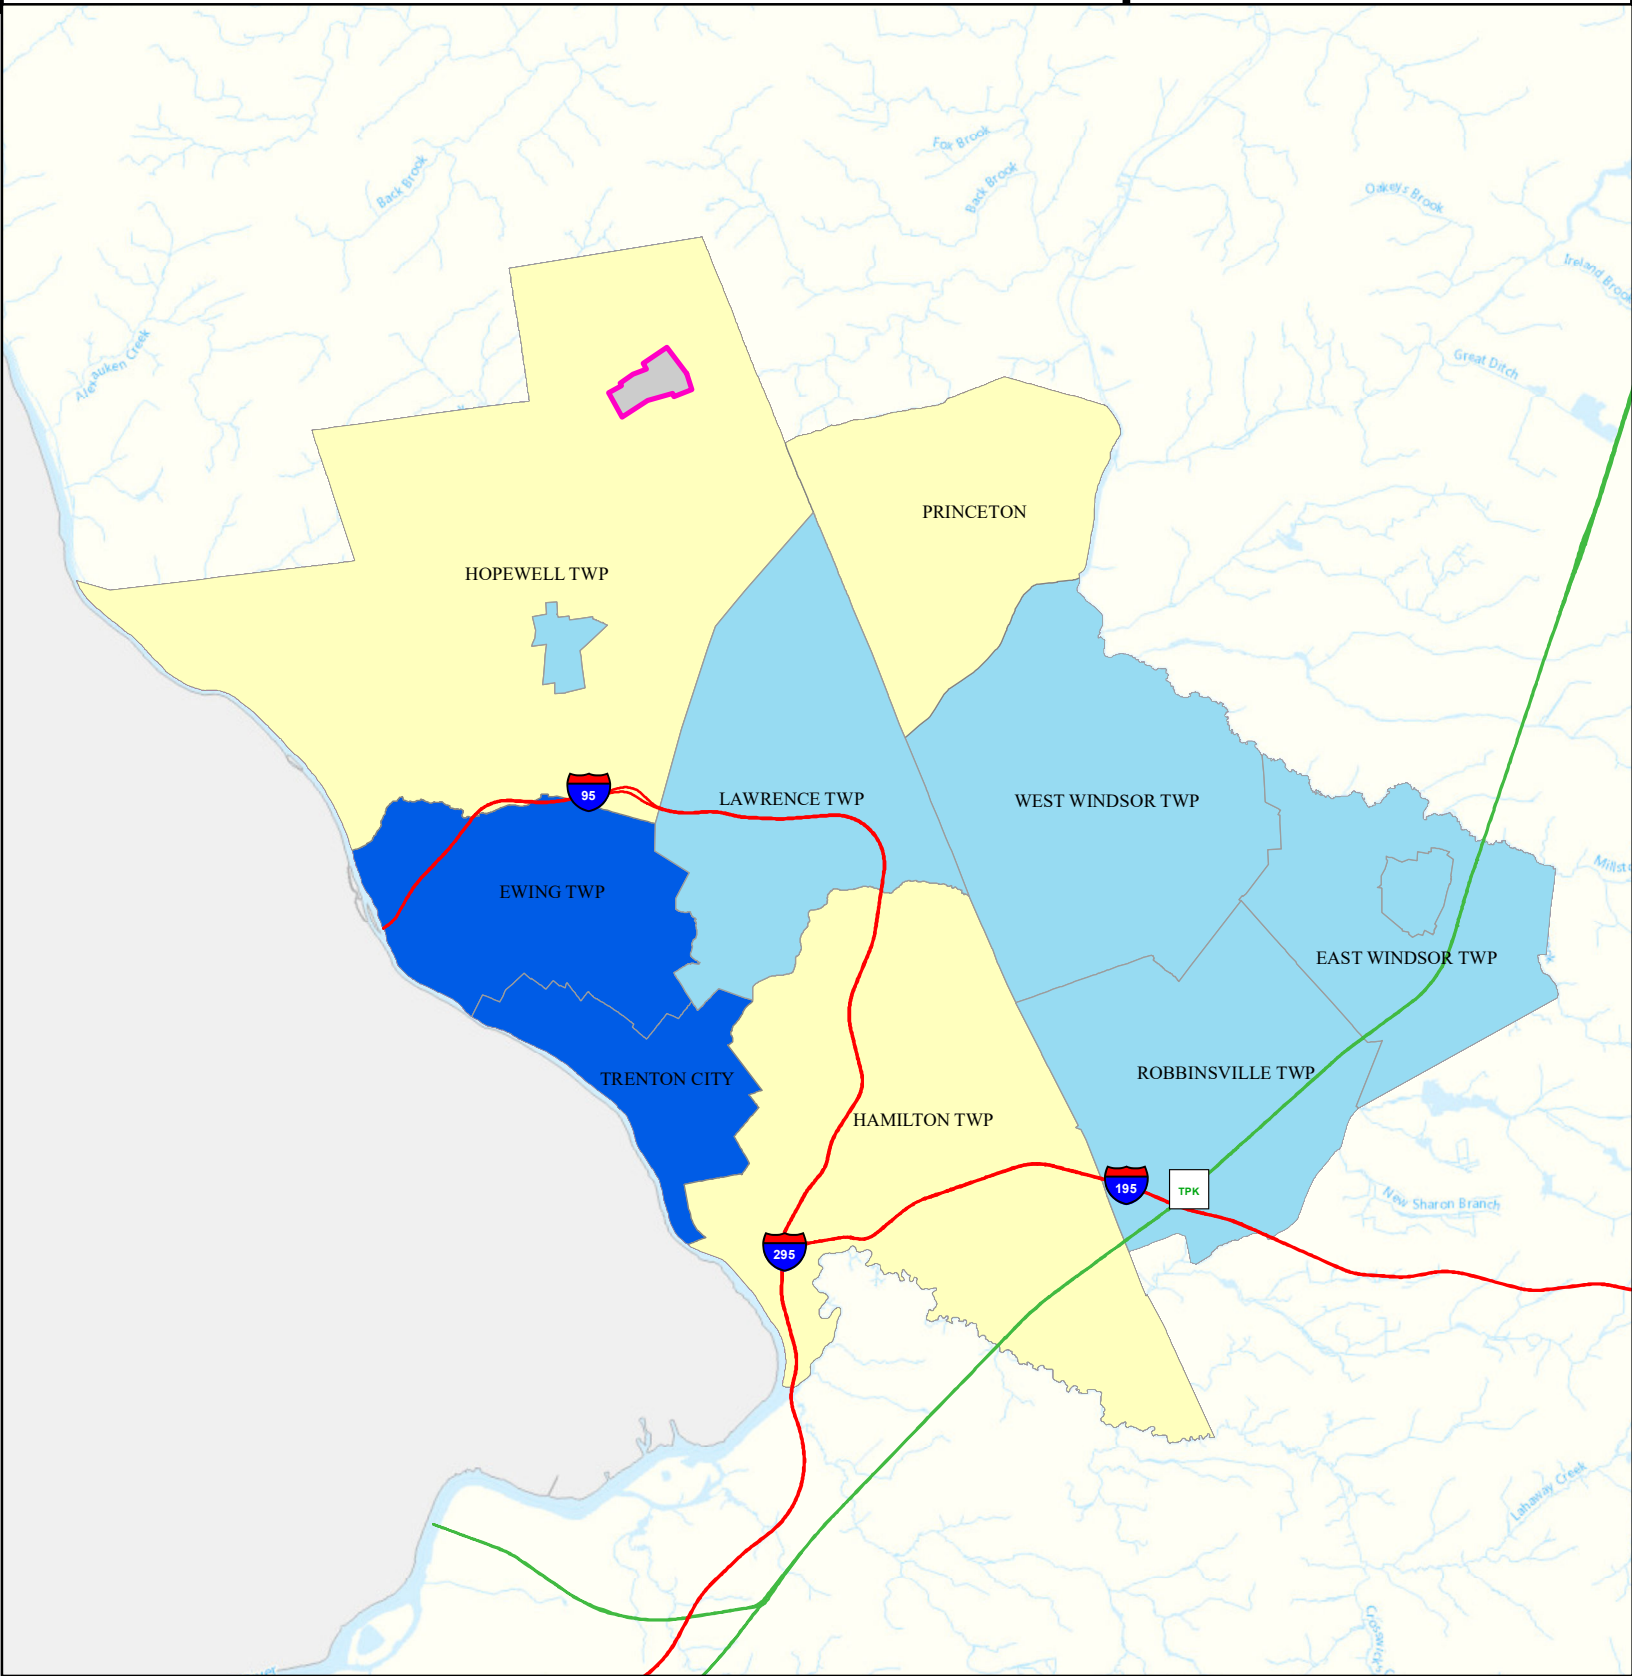 Fox Brook
Back Brook
Back Brook
Oakeys Brook
Ireland Brook
Alexauken Creek
Great Ditch
PRINCETON
HOPEWELL TWP
95
LAWRENCE TWP
WEST WINDSOR TWP
EWING TWP
EAST WINDSOR TWP
ROBBINSVILLE TWP
TRENTON CITY
HAMILTON TWP
195
TPK
New Sharon Branch
295
Lahaway Creek